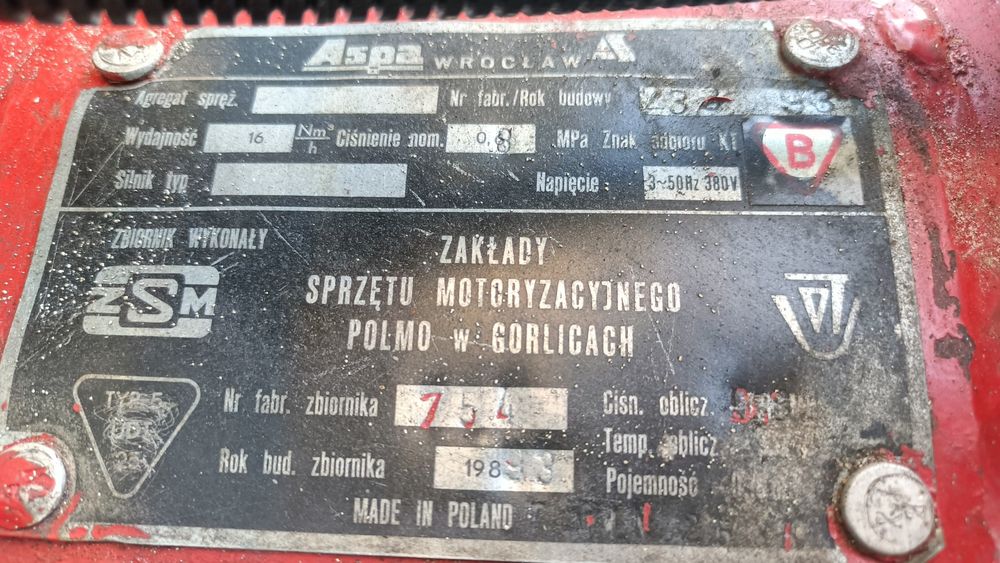 Aspa WROCŁAW
Agregat spręż. Nr fabr./Rok budowy
Wydajność 16 Nm³/h Ciśnienie nom. 0,8 MPa Znak odbioru KT B
Silnik typ Napięcie 3~50Hz 380V
ZBIORNIK WYKONAŁY
ZAKŁADY
SPRZĘTU MOTORYZACYJNEGO
POLMO w GORLICACH
ZSM
TYP
UDT
Nr fabr. zbiornika Ciśn. oblicz.
Temp. oblicz.
Rok bud. zbiornika Pojemność
MADE IN POLAND